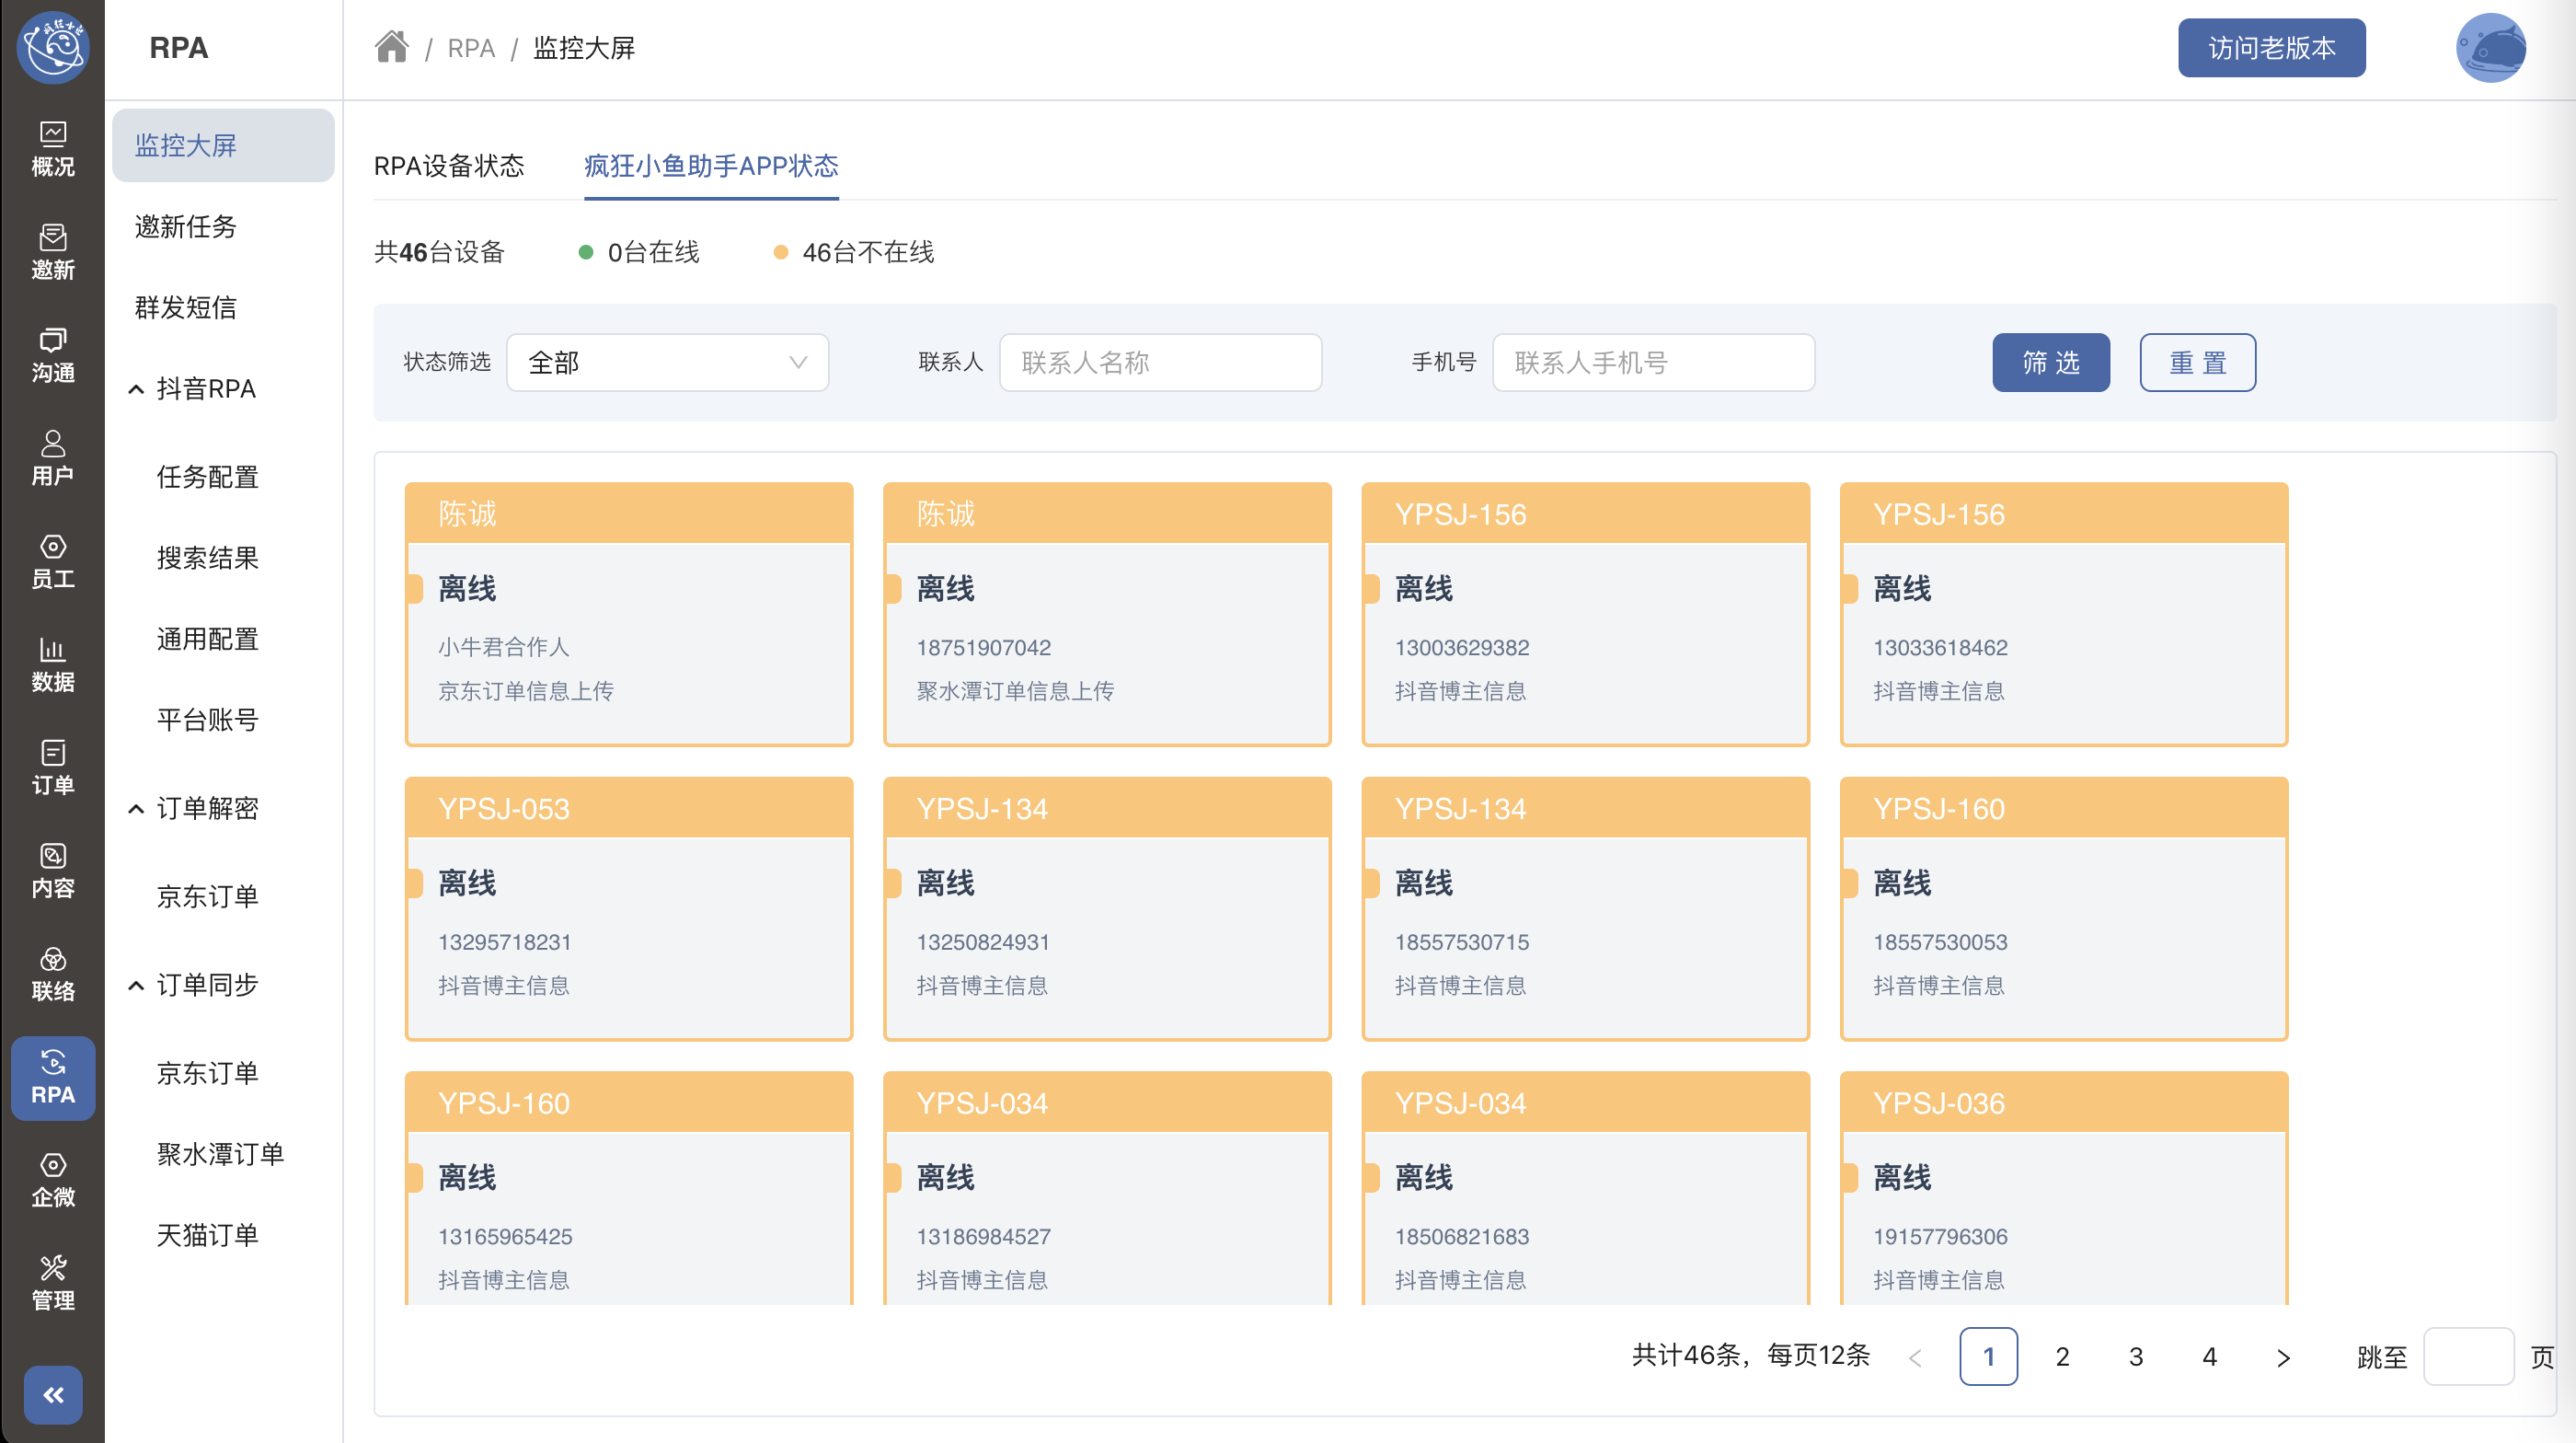 疯狂小鱼
RPA
/ RPA / 监控大屏
访问老版本
概况
邀新
沟通
用户
员工
数据
订单
内容
联络
RPA
企微
管理
监控大屏
邀新任务
群发短信
抖音RPA
任务配置
搜索结果
通用配置
平台账号
订单解密
京东订单
订单同步
京东订单
聚水潭订单
天猫订单
RPA设备状态 疯狂小鱼助手APP状态
共46台设备 0台在线 46台不在线
状态筛选 全部 联系人 联系人名称 手机号 联系人手机号 筛 选 重 置
陈诚
离线
小牛君合作人
京东订单信息上传
陈诚
离线
18751907042
聚水潭订单信息上传
YPSJ-156
离线
13003629382
抖音博主信息
YPSJ-156
离线
13033618462
抖音博主信息
YPSJ-053
离线
13295718231
抖音博主信息
YPSJ-134
离线
13250824931
抖音博主信息
YPSJ-134
离线
18557530715
抖音博主信息
YPSJ-160
离线
18557530053
抖音博主信息
YPSJ-160
离线
13165965425
抖音博主信息
YPSJ-034
离线
13186984527
抖音博主信息
YPSJ-034
离线
18506821683
抖音博主信息
YPSJ-036
离线
19157796306
抖音博主信息
共计46条，每页12条 < 1 2 3 4 > 跳至 页